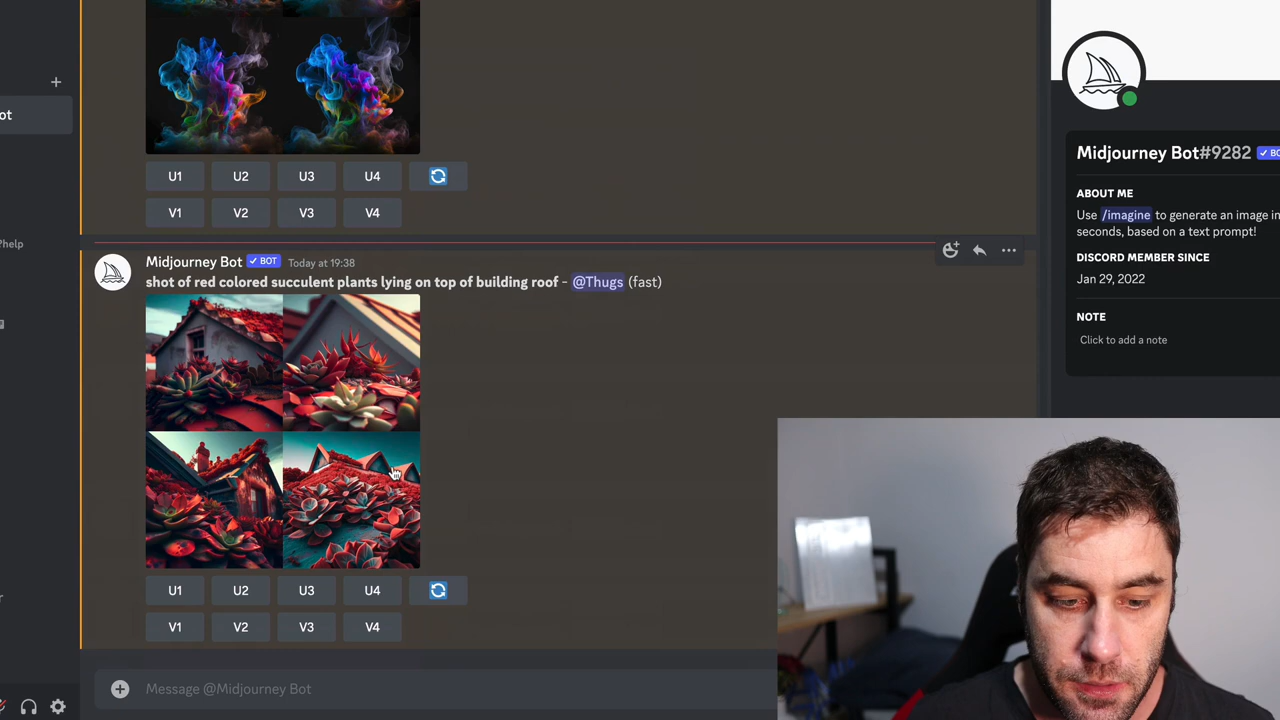 ot
?help
r
U1 U2 U3 U4
V1 V2 V3 V4
Midjourney Bot ✓ BOT Today at 19:38
shot of red colored succulent plants lying on top of building roof - @Thugs (fast)
U1 U2 U3 U4
V1 V2 V3 V4
Message @Midjourney Bot
Midjourney Bot#9282 ✓ BO
ABOUT ME
Use /imagine to generate an image in
seconds, based on a text prompt!
DISCORD MEMBER SINCE
Jan 29, 2022
NOTE
Click to add a note